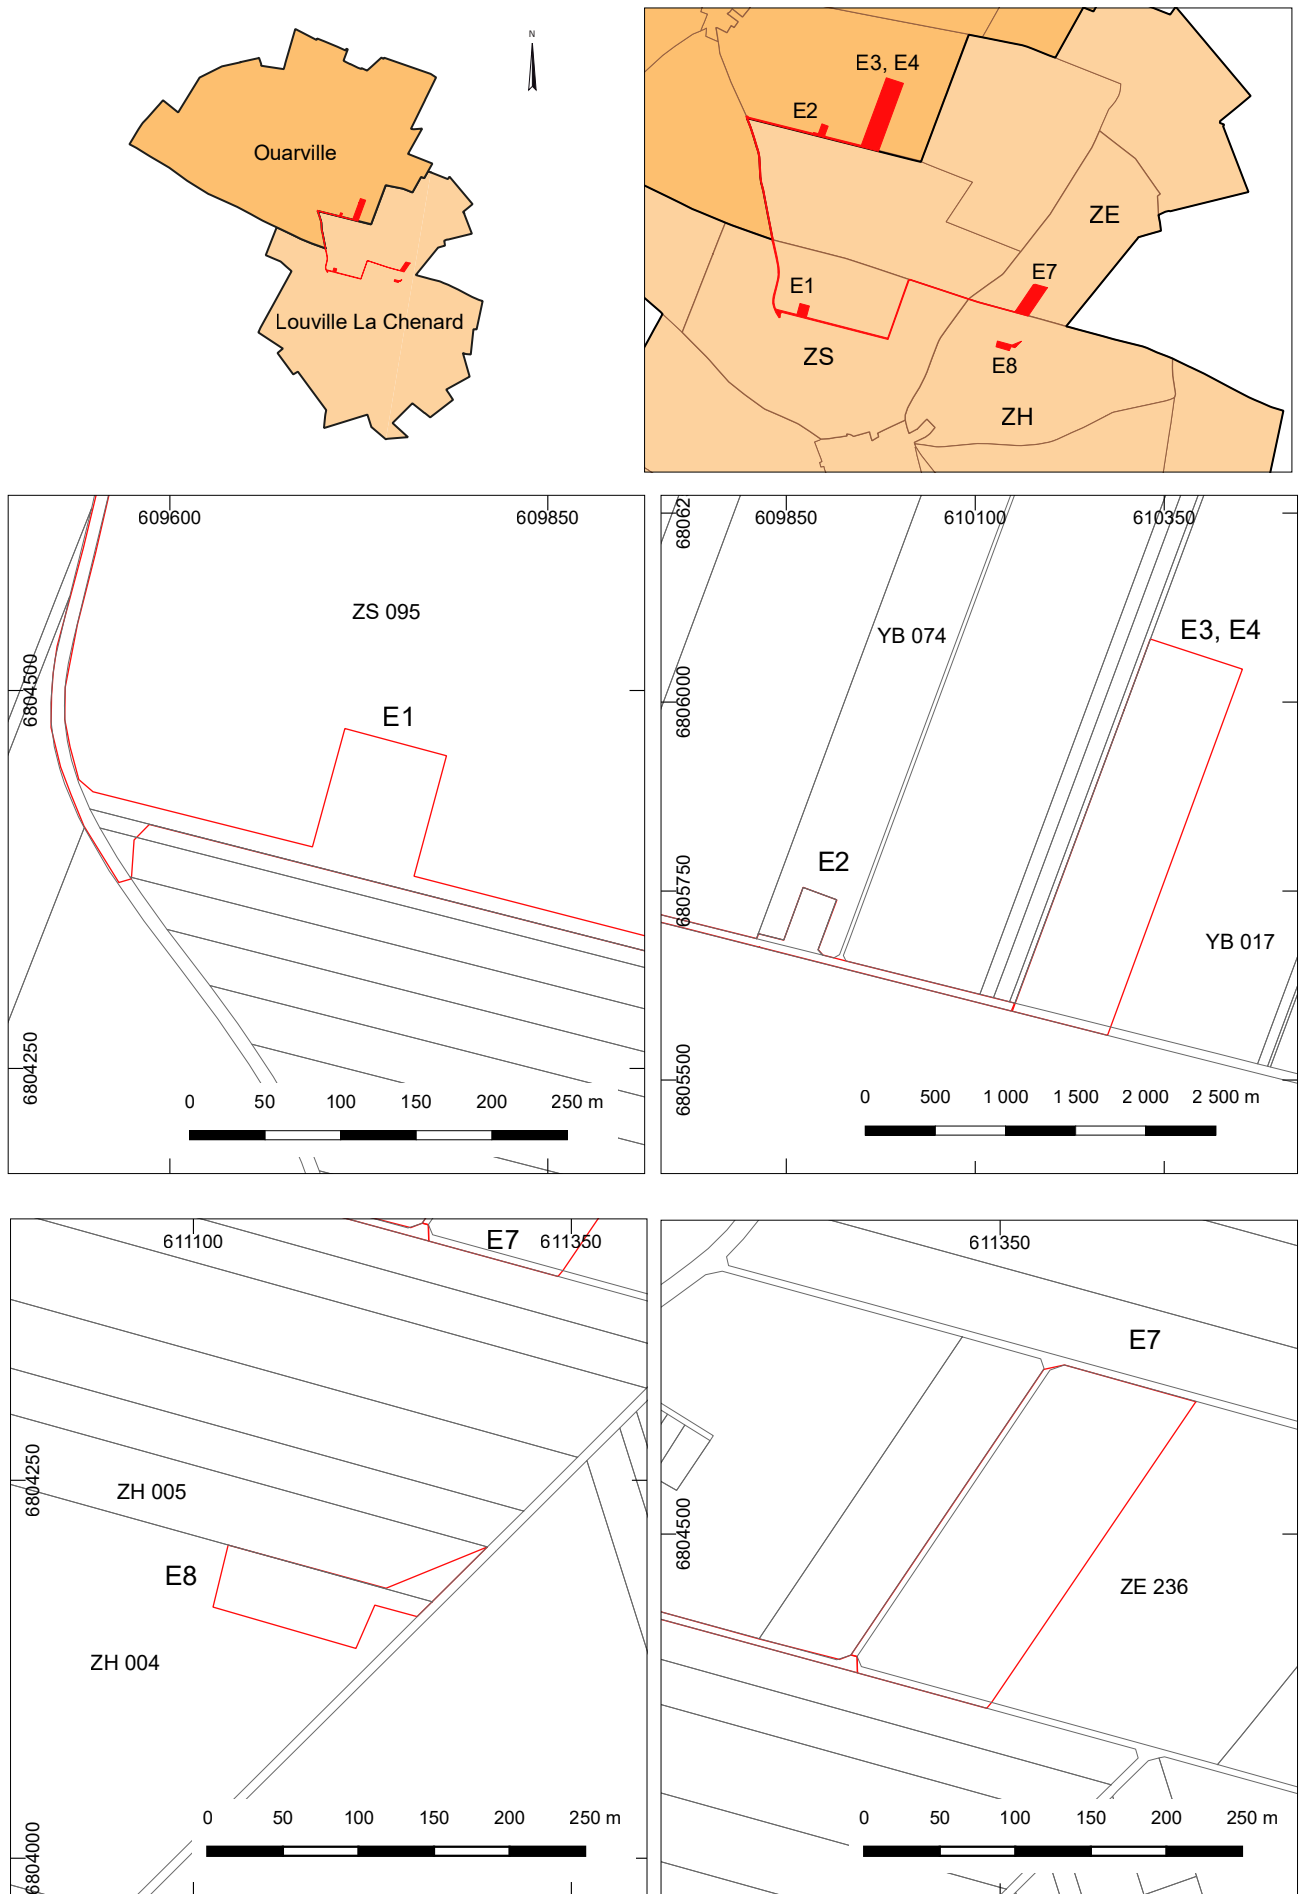 N
Ouarville
Louville La Chenard
E3, E4
E2
ZE
E7
E1
ZS
E8
ZH
609600
609850
ZS 095
6804500
E1
6804250
0 50 100 150 200 250 m
68062
609850
610100
610350
YB 074
E3, E4
6806000
E2
6805750
YB 017
6805500
0 500 1 000 1 500 2 000 2 500 m
611100
E7
611350
6804250
ZH 005
E8
ZH 004
6804000
0 50 100 150 200 250 m
611350
E7
6804500
ZE 236
0 50 100 150 200 250 m